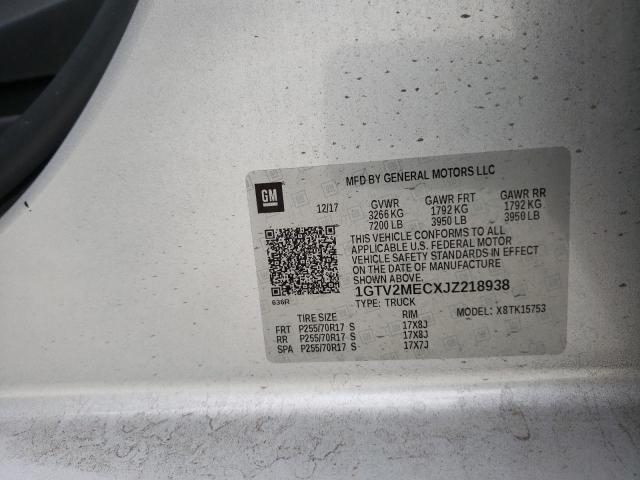 GM
MFD BY GENERAL MOTORS LLC
12/17 GVWR GAWR FRT GAWR RR
3266 KG 1792 KG 1792 KG
7200 LB 3950 LB 3950 LB
THIS VEHICLE CONFORMS TO ALL
APPLICABLE U.S. FEDERAL MOTOR
VEHICLE SAFETY STANDARDS IN EFFECT
ON THE DATE OF MANUFACTURE
SHOWN ABOVE.
1GTV2MECXJZ218938
636R
TYPE: TRUCK
MODEL: X8TK15753
TIRE SIZE RIM
FRT P255/70R17 S 17X8J
RR P255/70R17 S 17X8J
SPA P255/70R17 S 17X7J